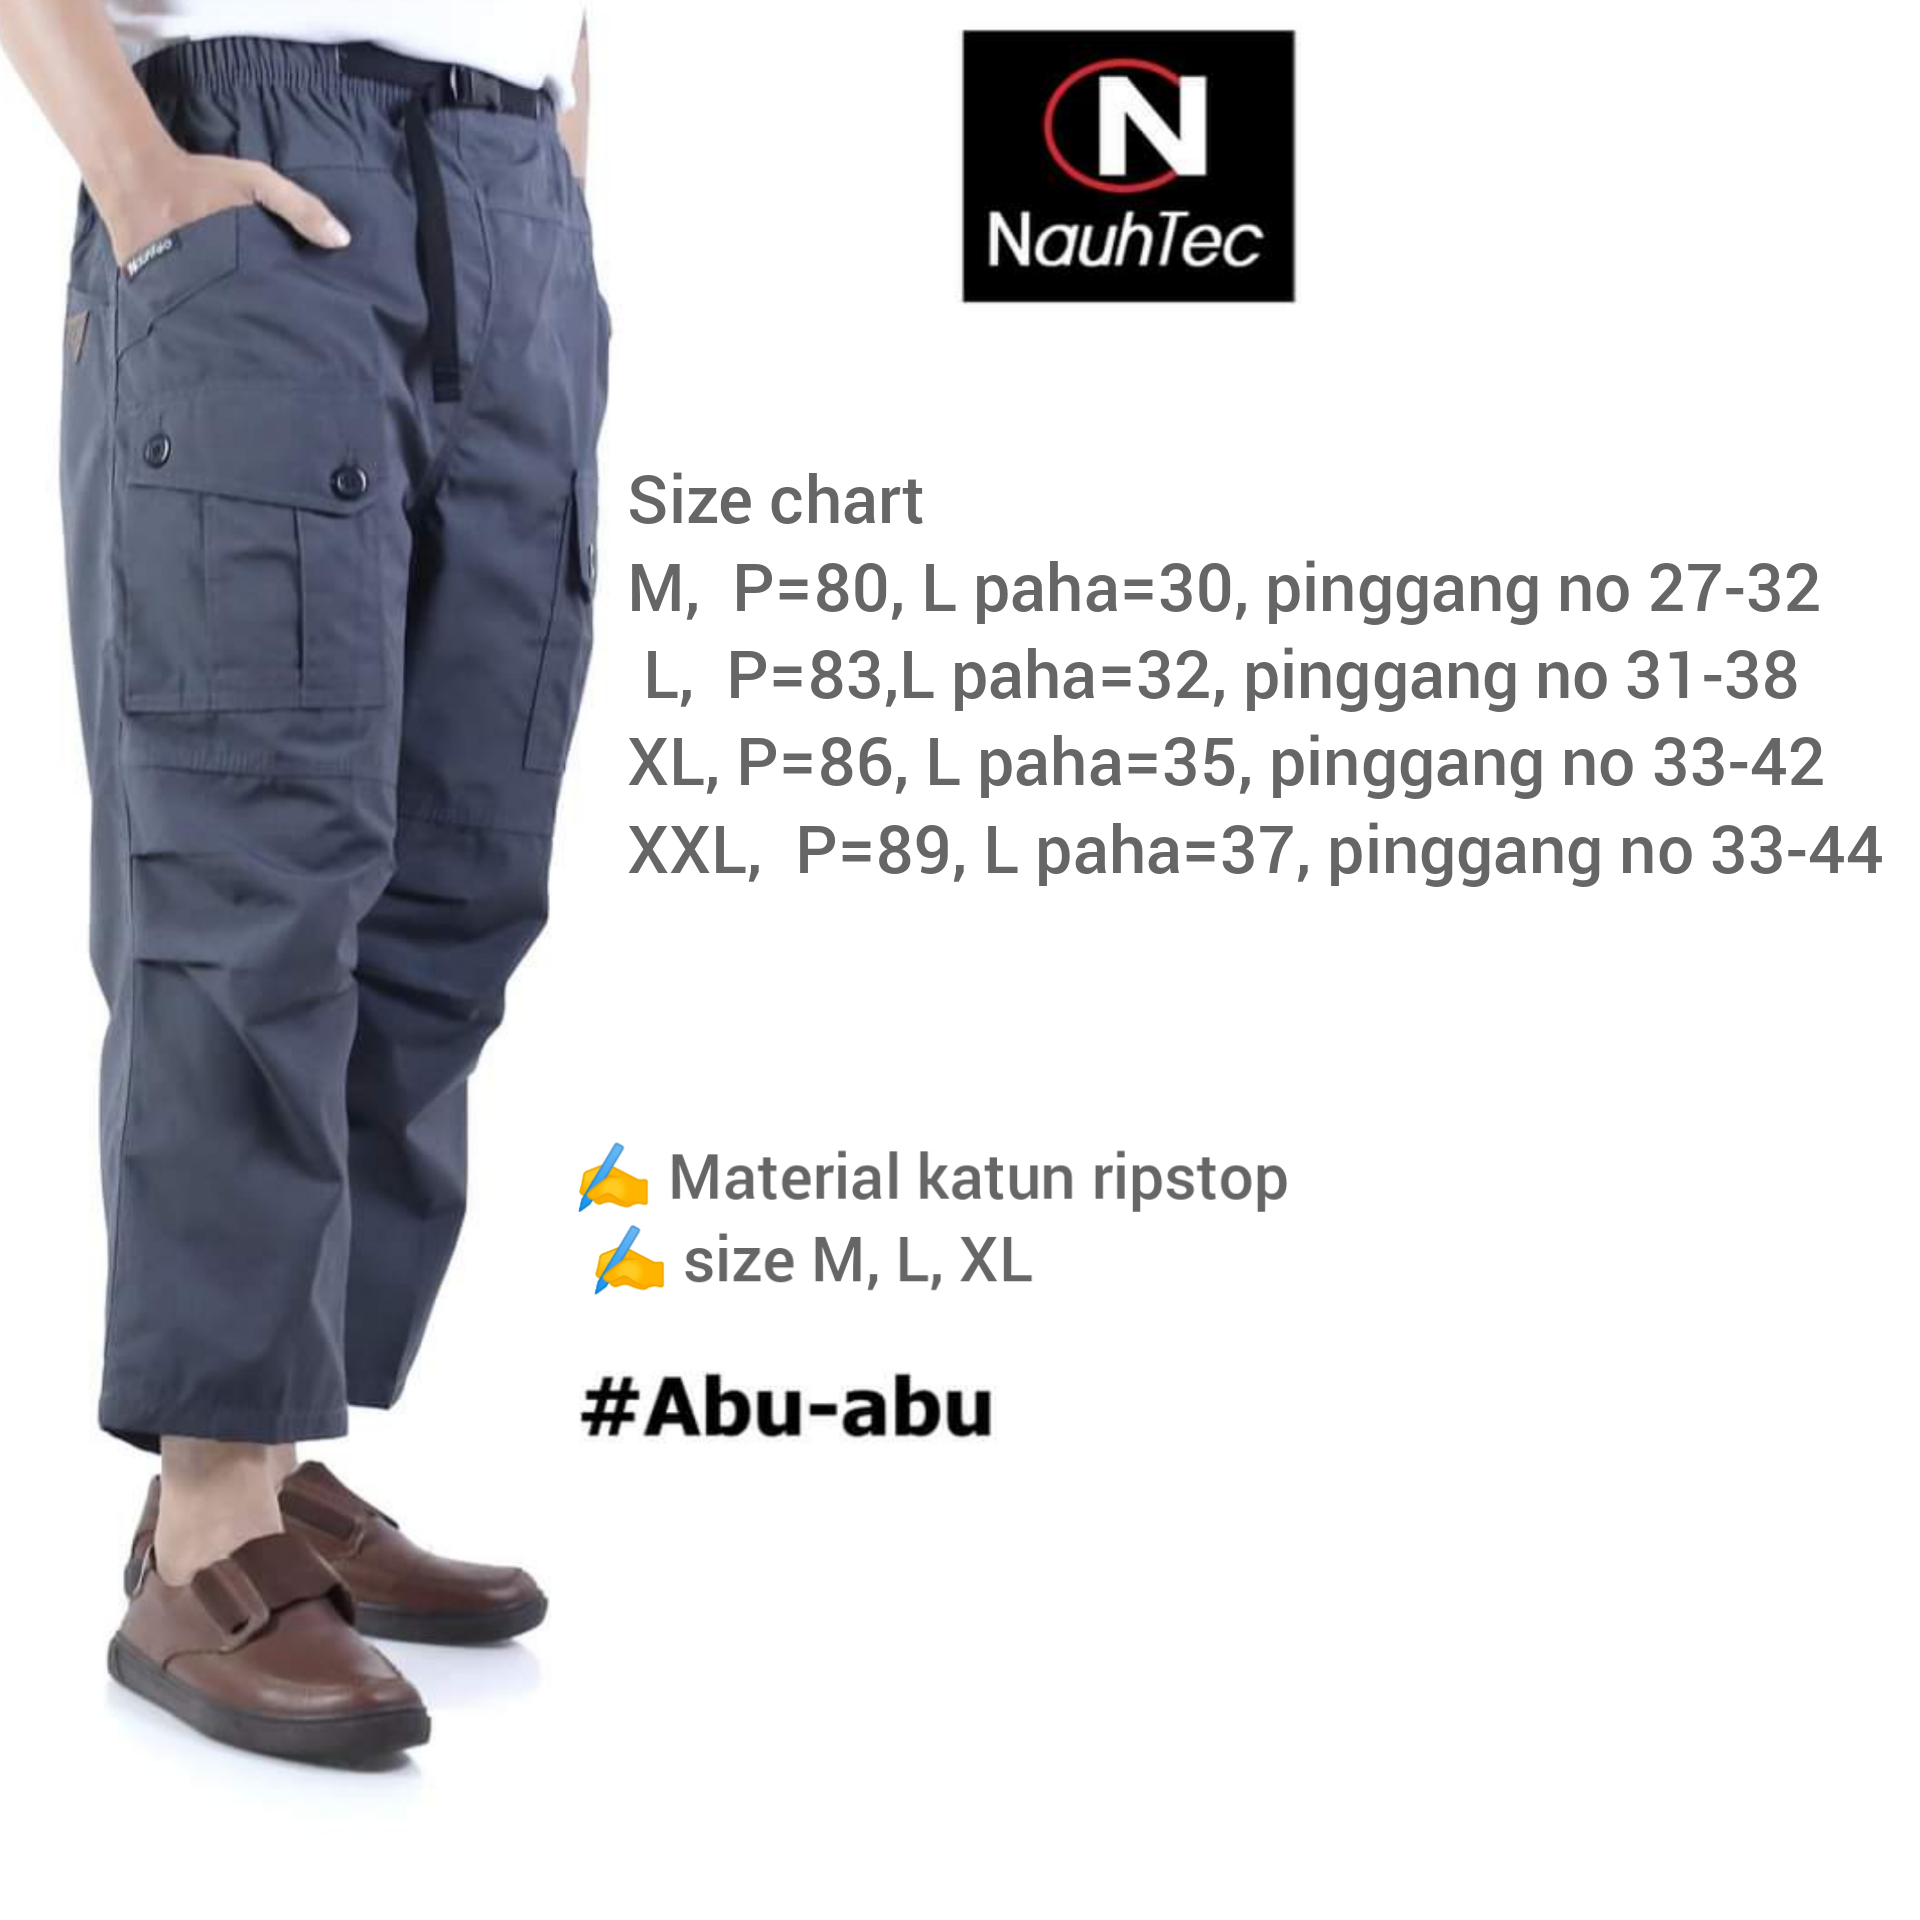 N
NauhTec
Size chart
M, P=80, L paha=30, pinggang no 27-32
L, P=83,L paha=32, pinggang no 31-38
XL, P=86, L paha=35, pinggang no 33-42
XXL, P=89, L paha=37, pinggang no 33-44
✍ Material katun ripstop
✍ size M, L, XL
#Abu-abu